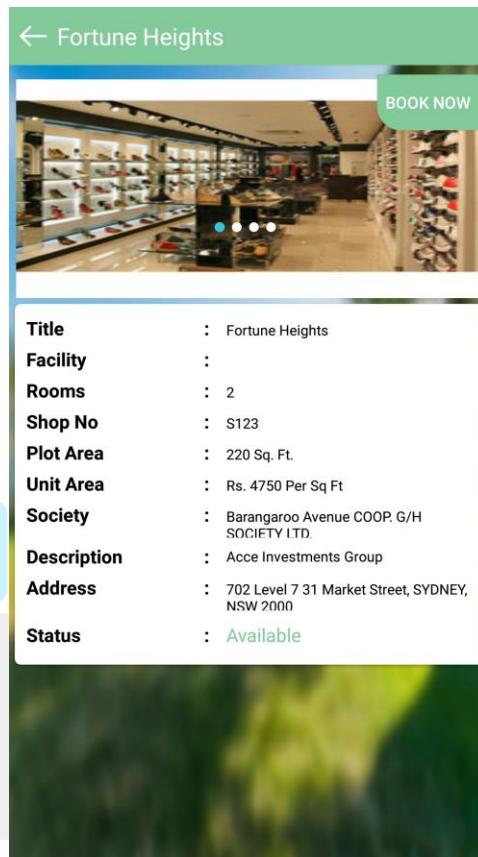 Fortune Heights
BOOK NOW
Title : Fortune Heights
Facility :
Rooms : 2
Shop No : S123
Plot Area : 220 Sq. Ft.
Unit Area : Rs. 4750 Per Sq Ft
Society : Barangaroo Avenue COOP. G/H
SOCIETY LTD.
Description : Acce Investments Group
Address : 702 Level 7 31 Market Street, SYDNEY,
NSW 2000
Status : Available